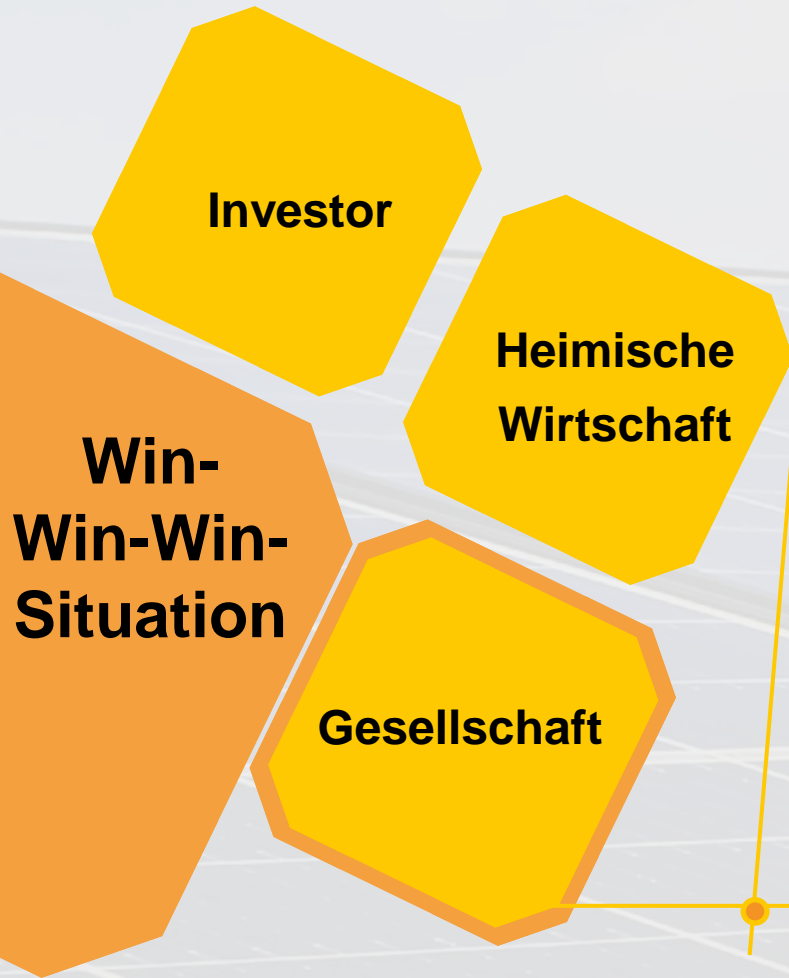 Investor
Heimische
Wirtschaft
Win-
Win-Win-
Situation
Gesellschaft